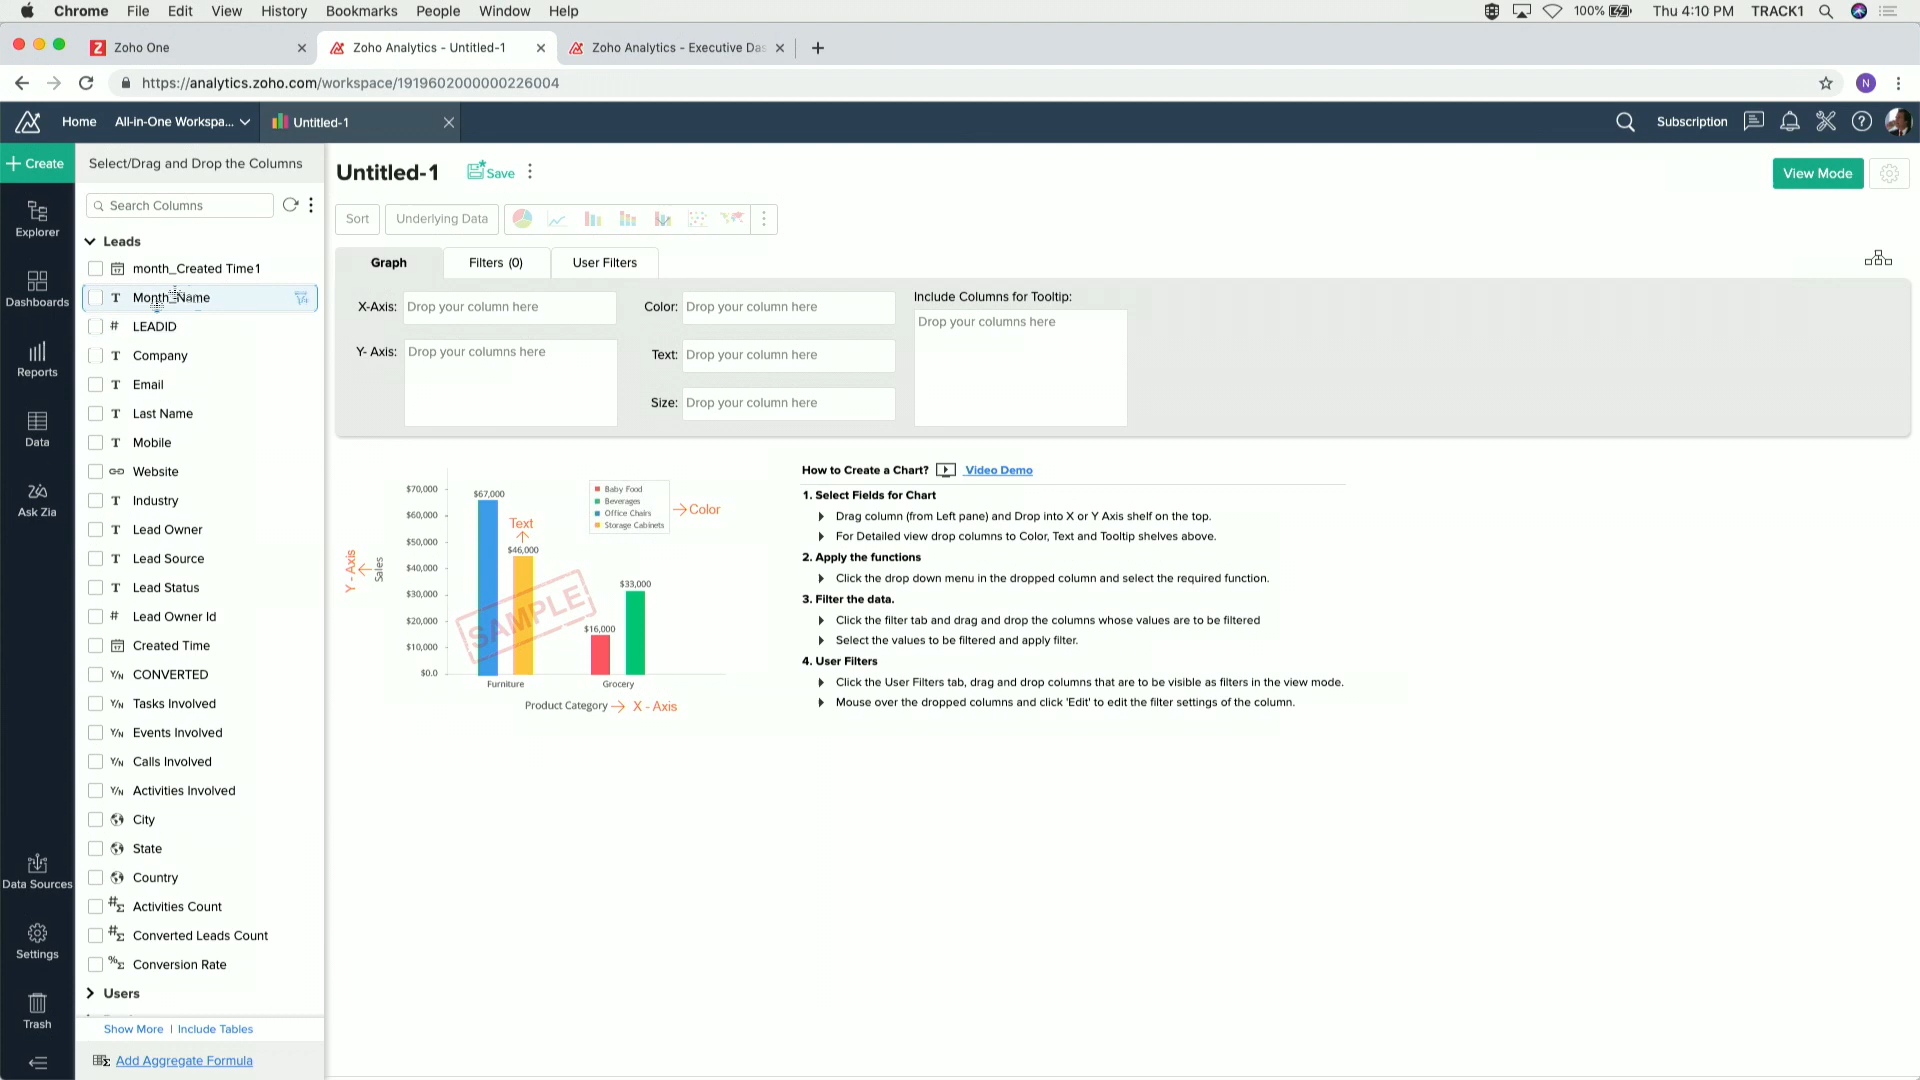 Chrome File Edit View History Bookmarks People Window Help 100% Thu 4:10 PM TRACK1
Zoho One Zoho Analytics - Untitled-1 Zoho Analytics - Executive Das
https://analytics.zoho.com/workspace/1919602000000226004 N
Home All-in-One Workspa... Untitled-1 Subscription
Create Select/Drag and Drop the Columns
Untitled-1 Save View Mode
Search Columns
Sort Underlying Data
Explorer
Dashboards
Reports
Data
Ask Zia
Data Sources
Settings
Trash
Leads
month_Created Time1
Month_Name
LEADID
Company
Email
Last Name
Mobile
Website
Industry
Lead Owner
Lead Source
Lead Status
Lead Owner Id
Created Time
CONVERTED
Tasks Involved
Events Involved
Calls Involved
Activities Involved
City
State
Country
Activities Count
Converted Leads Count
Conversion Rate
Users
Show More | Include Tables
Add Aggregate Formula
Graph Filters (0) User Filters
X-Axis: Drop your column here
Y- Axis: Drop your columns here
Color: Drop your column here
Text: Drop your column here
Size: Drop your column here
Include Columns for Tooltip:
Drop your columns here
$70,000
$60,000
$50,000
$40,000
$30,000
$20,000
$10,000
$0.0
Y - Axis
Sales
$67,000
Text
$46,000
$16,000
$33,000
SAMPLE
Baby Food
Beverages
Office Chairs
Storage Cabinets
Color
Furniture Grocery
Product Category X - Axis
How to Create a Chart? Video Demo
1. Select Fields for Chart
Drag column (from Left pane) and Drop into X or Y Axis shelf on the top.
For Detailed view drop columns to Color, Text and Tooltip shelves above.
2. Apply the functions
Click the drop down menu in the dropped column and select the required function.
3. Filter the data.
Click the filter tab and drag and drop the columns whose values are to be filtered
Select the values to be filtered and apply filter.
4. User Filters
Click the User Filters tab, drag and drop columns that are to be visible as filters in the view mode.
Mouse over the dropped columns and click 'Edit' to edit the filter settings of the column.